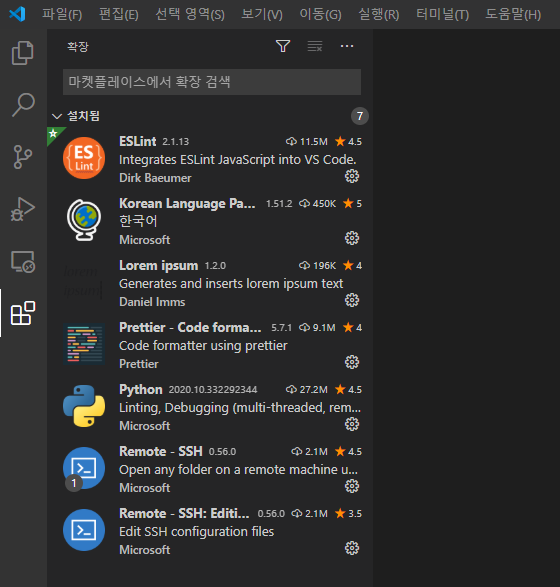 파일(F) 편집(E) 선택 영역(S) 보기(V) 이동(G) 실행(R) 터미널(T) 도움말(H)
확장
마켓플레이스에서 확장 검색
설치됨 7
ES
Lint
ESLint 2.1.13 11.5M 4.5
Integrates ESLint JavaScript into VS Code.
Dirk Baeumer
Korean Language Pa... 1.51.2 450K 5
한국어
Microsoft
Lorem ipsum 1.2.0 196K 4
Generates and inserts lorem ipsum text
Daniel Imms
Prettier - Code forma... 5.7.1 9.1M 4
Code formatter using prettier
Prettier
Python 2020.10.332292344 27.2M 4.5
Linting, Debugging (multi-threaded, rem...
Microsoft
Remote - SSH 0.56.0 2.1M 4.5
Open any folder on a remote machine u...
1
Microsoft
Remote - SSH: Editi... 0.56.0 2.1M 3.5
Edit SSH configuration files
Microsoft